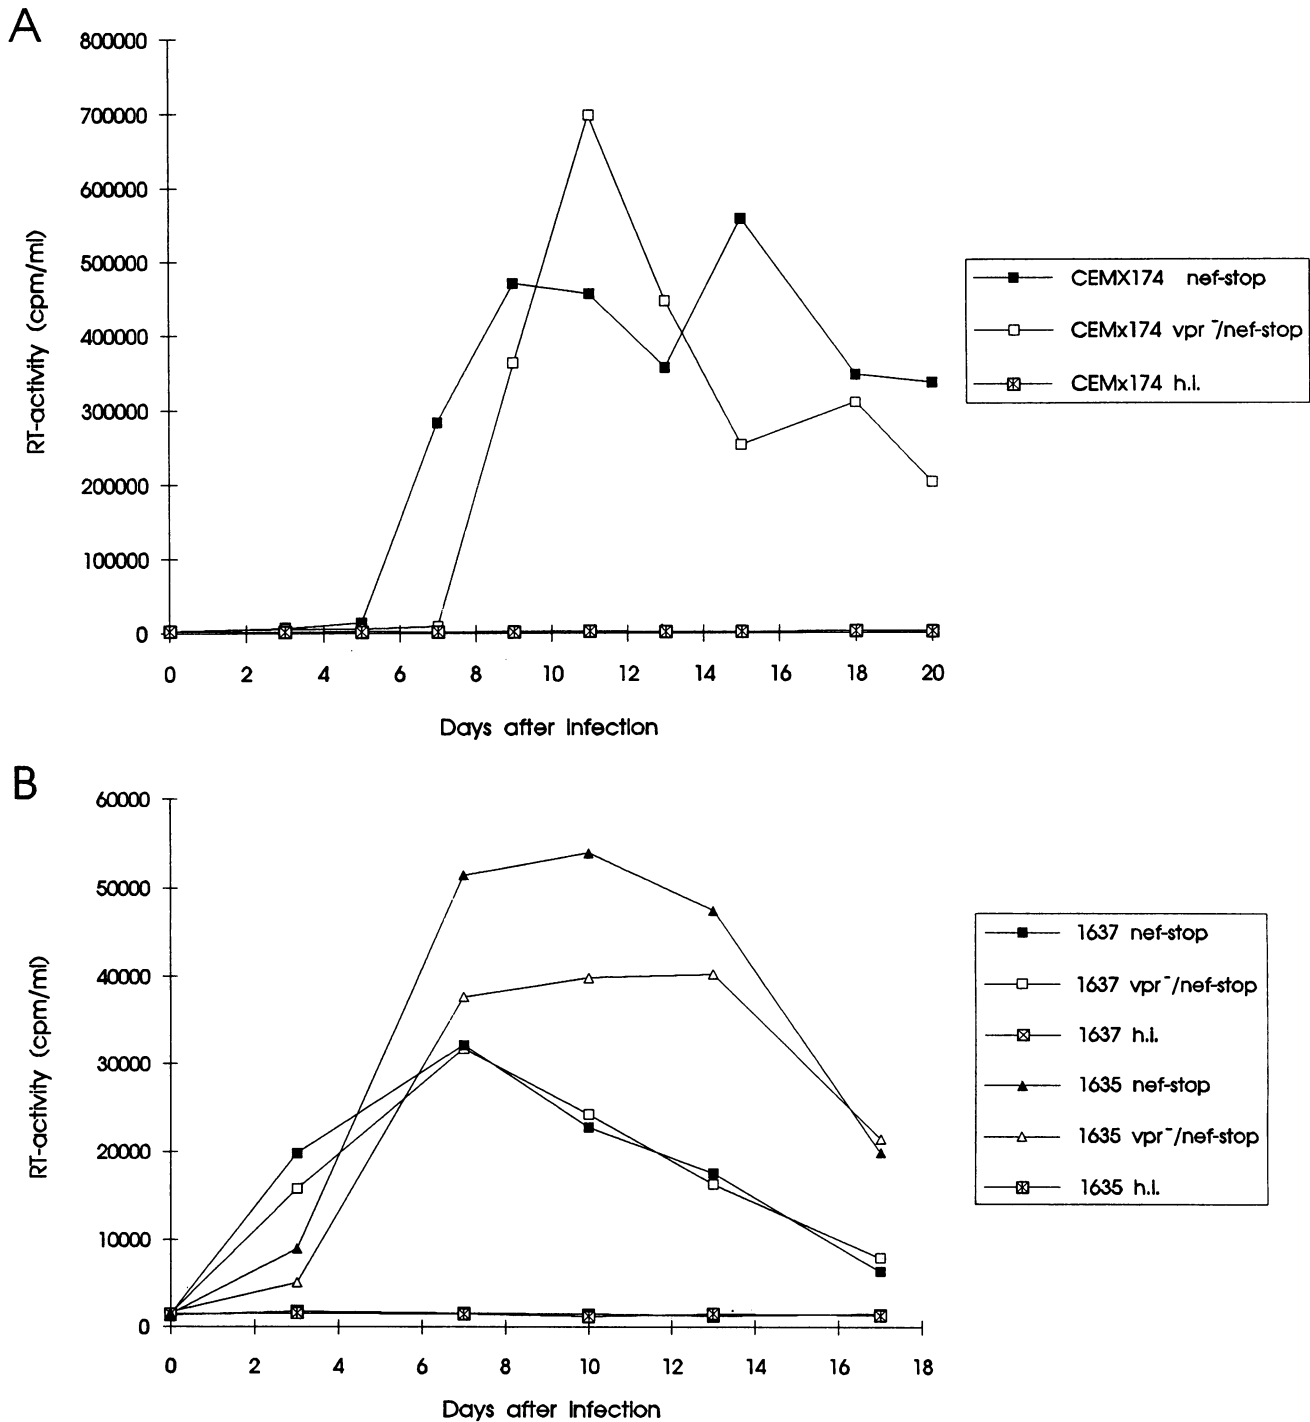 A
800000
700000
600000
500000
400000
300000
200000
100000
0
RT-activity (cpm/ml)
0 2 4 6 8 10 12 14 16 18 20
Days after infection
CEMX174 nef-stop
CEMx174 vpr⁻/nef-stop
CEMx174 h.i.
B
60000
50000
40000
30000
20000
10000
0
RT-activity (cpm/ml)
0 2 4 6 8 10 12 14 16 18
Days after infection
1637 nef-stop
1637 vpr⁻/nef-stop
1637 h.i.
1635 nef-stop
1635 vpr⁻/nef-stop
1635 h.i.